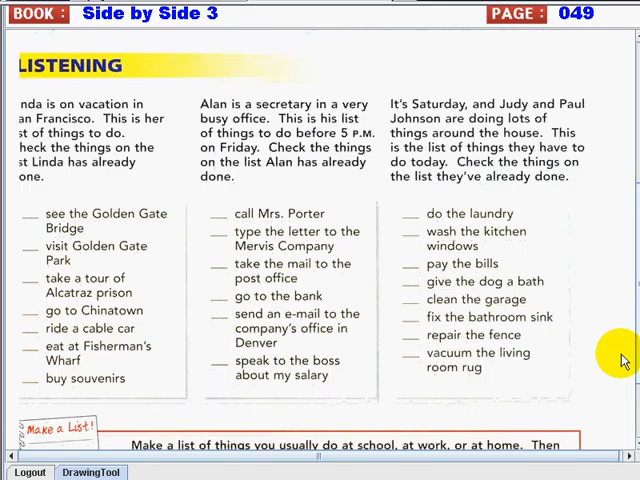 BOOK : Side by Side 3 PAGE : 049
LISTENING
nda is on vacation in
an Francisco. This is her
st of things to do.
heck the things on the
st Linda has already
one.
see the Golden Gate
Bridge
visit Golden Gate
Park
take a tour of
Alcatraz prison
go to Chinatown
ride a cable car
eat at Fisherman's
Wharf
buy souvenirs
Alan is a secretary in a very
busy office. This is his list
of things to do before 5 P.M.
on Friday. Check the things
on the list Alan has already
done.
call Mrs. Porter
type the letter to the
Mervis Company
take the mail to the
post office
go to the bank
send an e-mail to the
company's office in
Denver
speak to the boss
about my salary
It's Saturday, and Judy and Paul
Johnson are doing lots of
things around the house. This
is the list of things they have to
do today. Check the things on
the list they've already done.
do the laundry
wash the kitchen
windows
pay the bills
give the dog a bath
clean the garage
fix the bathroom sink
repair the fence
vacuum the living
room rug
Make a List!
Make a list of things you usually do at school, at work, or at home. Then
Logout DrawingTool